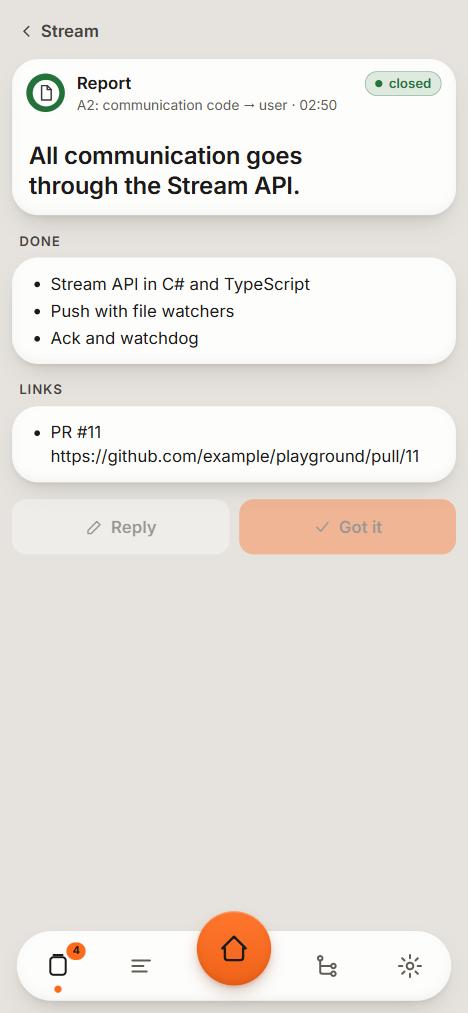 Stream
Report
closed
A2: communication code → user · 02:50
All communication goes
through the Stream API.
DONE
• Stream API in C# and TypeScript
• Push with file watchers
• Ack and watchdog
LINKS
• PR #11
https://github.com/example/playground/pull/11
Reply
Got it
4